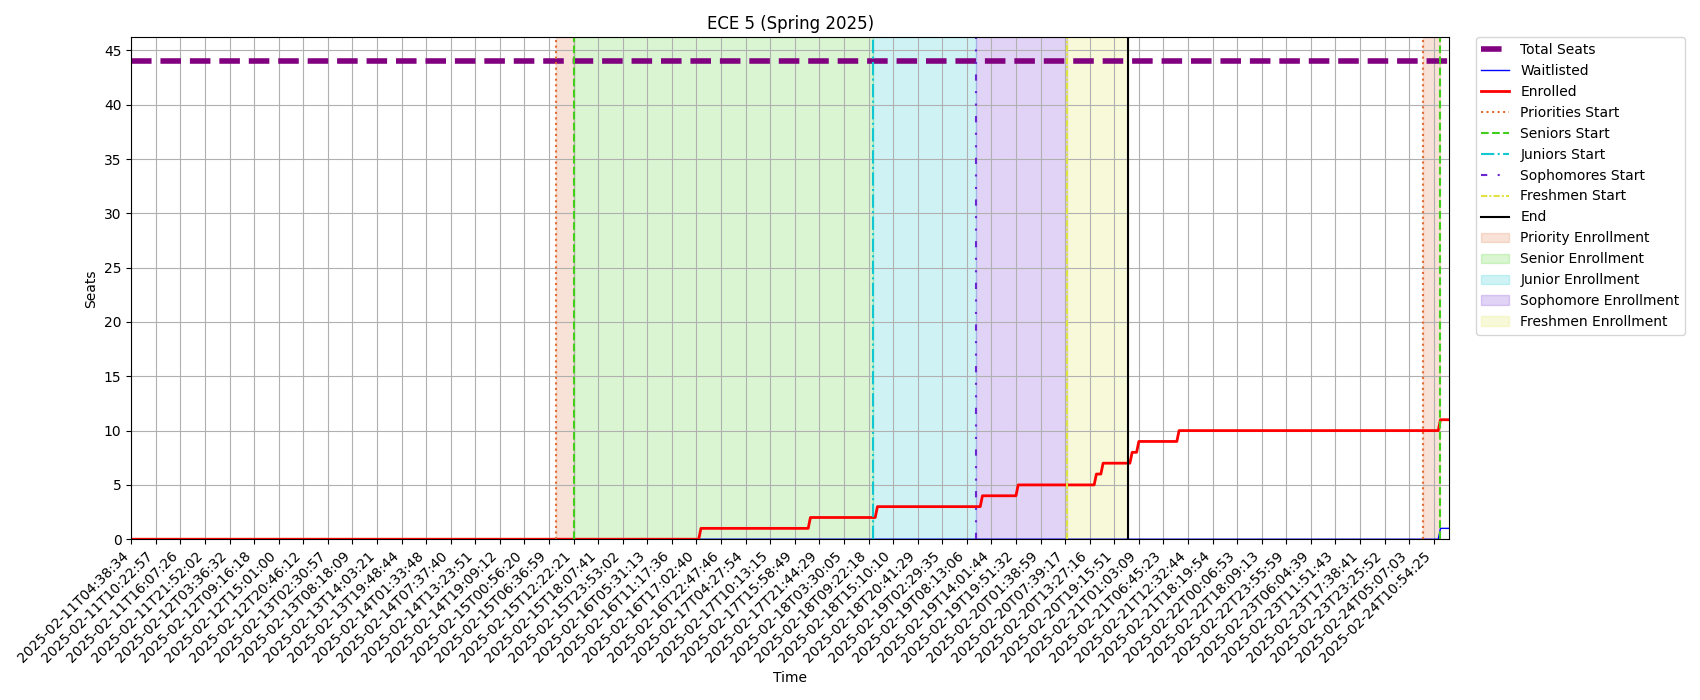 ECE 5 (Spring 2025)
Seats
45
40
35
30
25
20
15
10
5
0
2025-02-11T04:38:34
2025-02-11T10:22:57
2025-02-11T16:07:26
2025-02-11T21:52:02
2025-02-12T03:36:32
2025-02-12T09:16:18
2025-02-12T15:01:00
2025-02-12T20:46:12
2025-02-13T02:30:57
2025-02-13T08:18:09
2025-02-13T14:03:21
2025-02-13T19:48:44
2025-02-14T01:33:48
2025-02-14T07:37:40
2025-02-14T13:23:51
2025-02-14T19:09:12
2025-02-15T00:56:20
2025-02-15T06:36:59
2025-02-15T12:22:21
2025-02-15T18:07:41
2025-02-15T23:53:02
2025-02-16T05:31:13
2025-02-16T11:17:36
2025-02-16T17:02:40
2025-02-16T22:47:46
2025-02-17T04:27:54
2025-02-17T10:13:15
2025-02-17T15:58:49
2025-02-17T21:44:29
2025-02-18T03:30:05
2025-02-18T09:22:18
2025-02-18T15:10:10
2025-02-18T20:41:29
2025-02-19T02:29:35
2025-02-19T08:13:06
2025-02-19T14:01:44
2025-02-19T19:51:32
2025-02-20T01:38:59
2025-02-20T07:39:17
2025-02-20T13:27:16
2025-02-20T19:15:51
2025-02-21T01:03:09
2025-02-21T06:45:23
2025-02-21T12:32:44
2025-02-21T18:19:54
2025-02-22T00:06:53
2025-02-22T18:09:13
2025-02-22T23:55:59
2025-02-23T06:04:39
2025-02-23T11:51:43
2025-02-23T17:38:41
2025-02-23T23:25:52
2025-02-24T05:07:03
2025-02-24T10:54:25
Time
Total Seats
Waitlisted
Enrolled
Priorities Start
Seniors Start
Juniors Start
Sophomores Start
Freshmen Start
End
Priority Enrollment
Senior Enrollment
Junior Enrollment
Sophomore Enrollment
Freshmen Enrollment